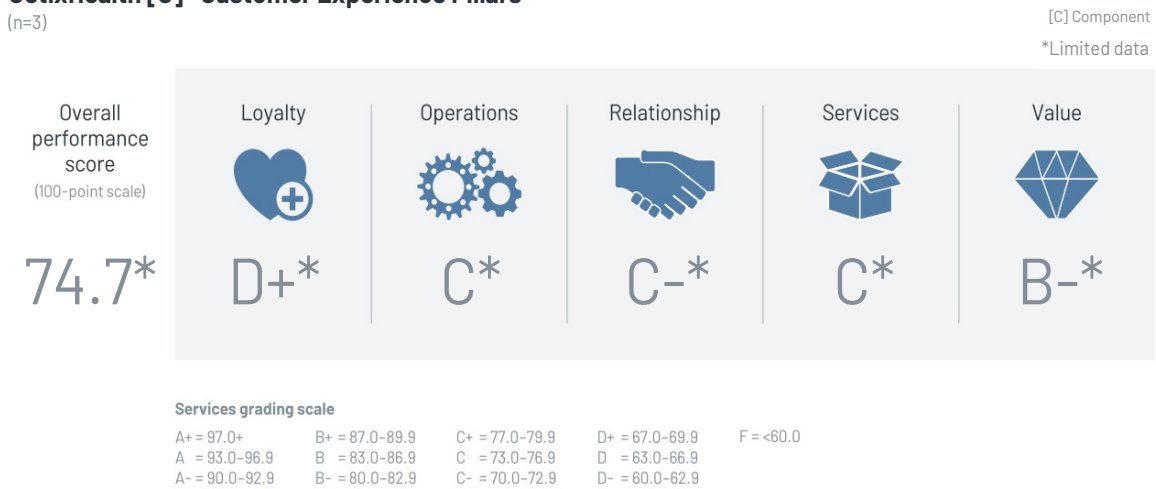 (n=3)
[C] Component
*Limited data
Overall
performance
score
(100-point scale)
74.7*
Loyalty
D+*
Operations
C*
Relationship
C-*
Services
C*
Value
B-*
Services grading scale
A+ = 97.0+
A = 93.0–96.9
A- = 90.0–92.9
B+ = 87.0–89.9
B = 83.0–86.9
B- = 80.0–82.9
C+ = 77.0–79.9
C = 73.0–76.9
C- = 70.0–72.9
D+ = 67.0–69.9
D = 63.0–66.9
D- = 60.0–62.9
F = <60.0